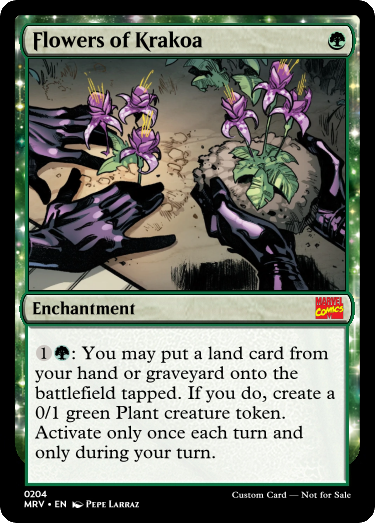 Flowers of Krakoa
Enchantment
MARVEL
COMICS
1: You may put a land card from
your hand or graveyard onto the
battlefield tapped. If you do, create a
0/1 green Plant creature token.
Activate only once each turn and
only during your turn.
0204
Custom Card — Not for Sale
MRV • EN Pepe Larraz